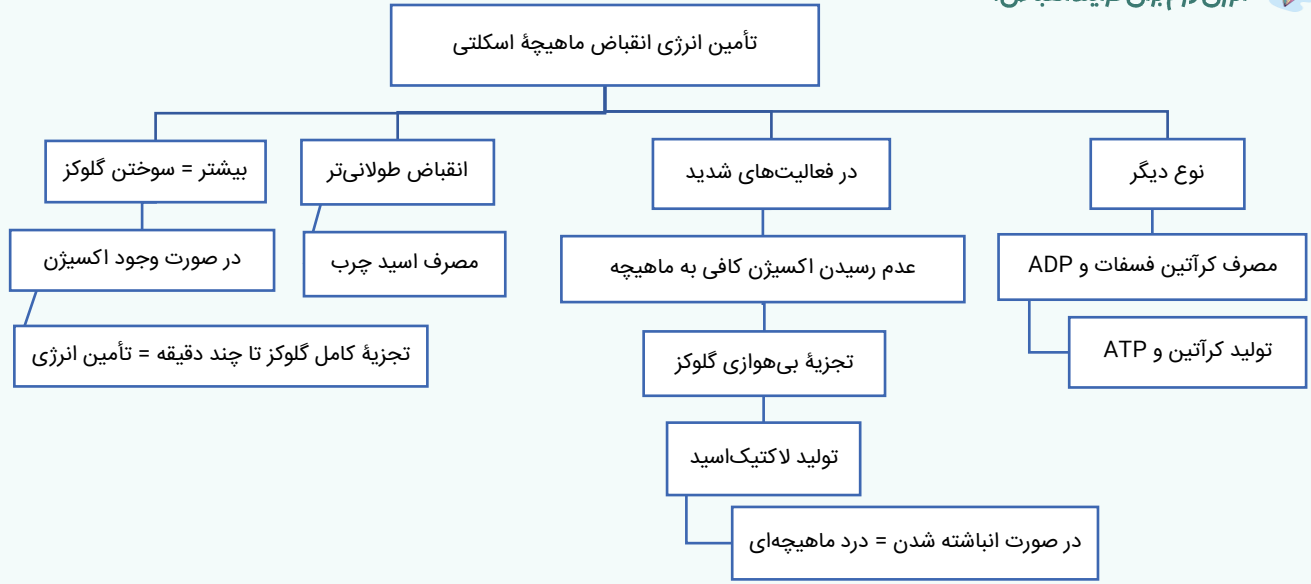 تأمین انرژی انقباض ماهیچهٔ اسکلتی
نوع دیگر
مصرف کرآتین فسفات و ADP
تولید کرآتین و ATP
در فعالیت‌های شدید
عدم رسیدن اکسیژن کافی به ماهیچه
تجزیهٔ بی‌هوازی گلوکز
تولید لاکتیک‌اسید
در صورت انباشته شدن = درد ماهیچه‌ای
انقباض طولانی‌تر
مصرف اسید چرب
بیشتر = سوختن گلوکز
در صورت وجود اکسیژن
تجزیهٔ کامل گلوکز تا چند دقیقه = تأمین انرژی